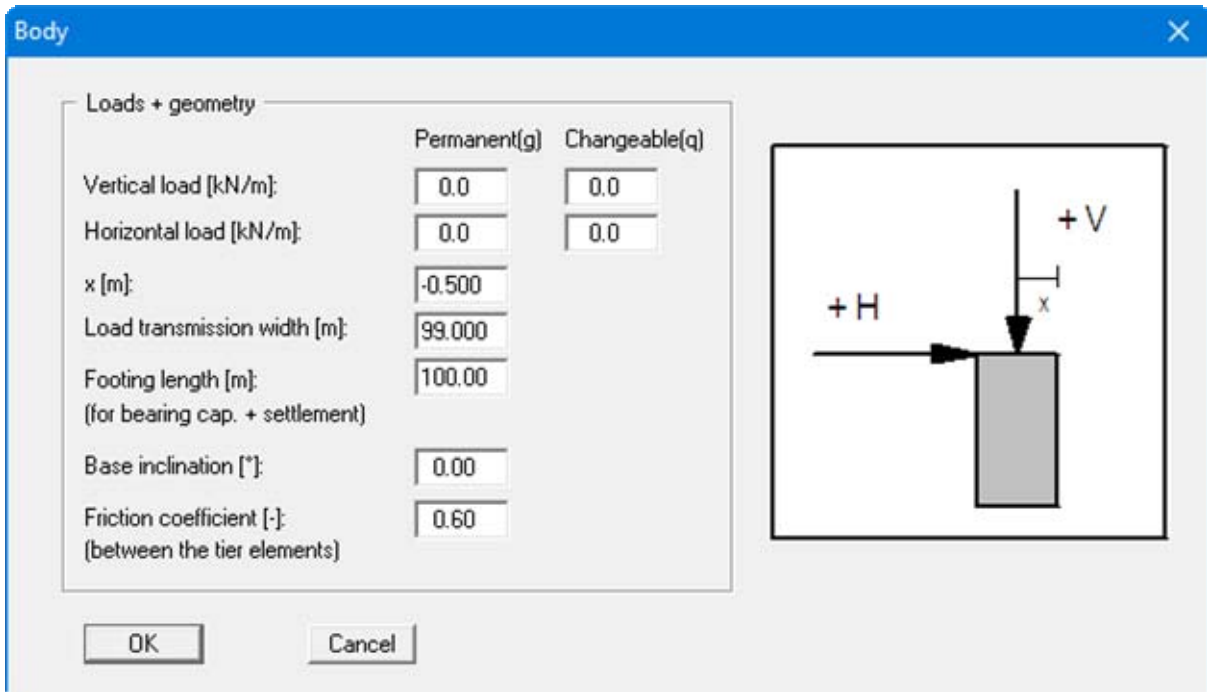 Body
Loads + geometry
Permanent(g) Changeable(q)
Vertical load [kN/m]: 0.0 0.0
Horizontal load [kN/m]: 0.0 0.0
x [m]: -0.500
Load transmission width [m]: 99.000
Footing length [m]: 100.00
(for bearing cap. + settlement)
Base inclination [°]: 0.00
Friction coefficient [-]: 0.60
(between the tier elements)
+ V
x
+ H
OK Cancel